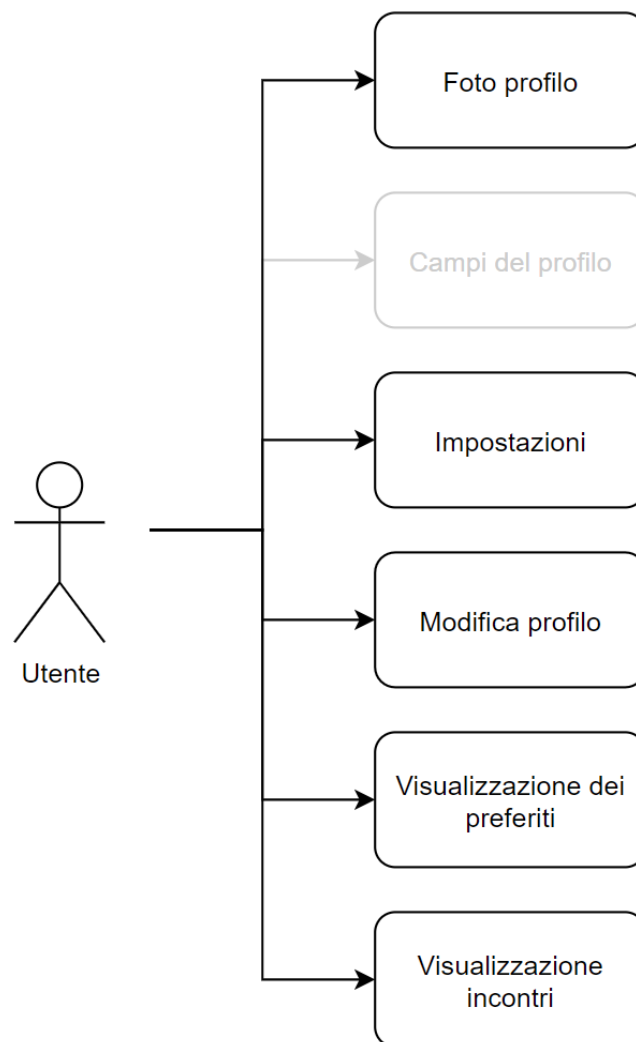 Foto profilo
Campi del profilo
Impostazioni
Modifica profilo
Utente
Visualizzazione dei
preferiti
Visualizzazione
incontri